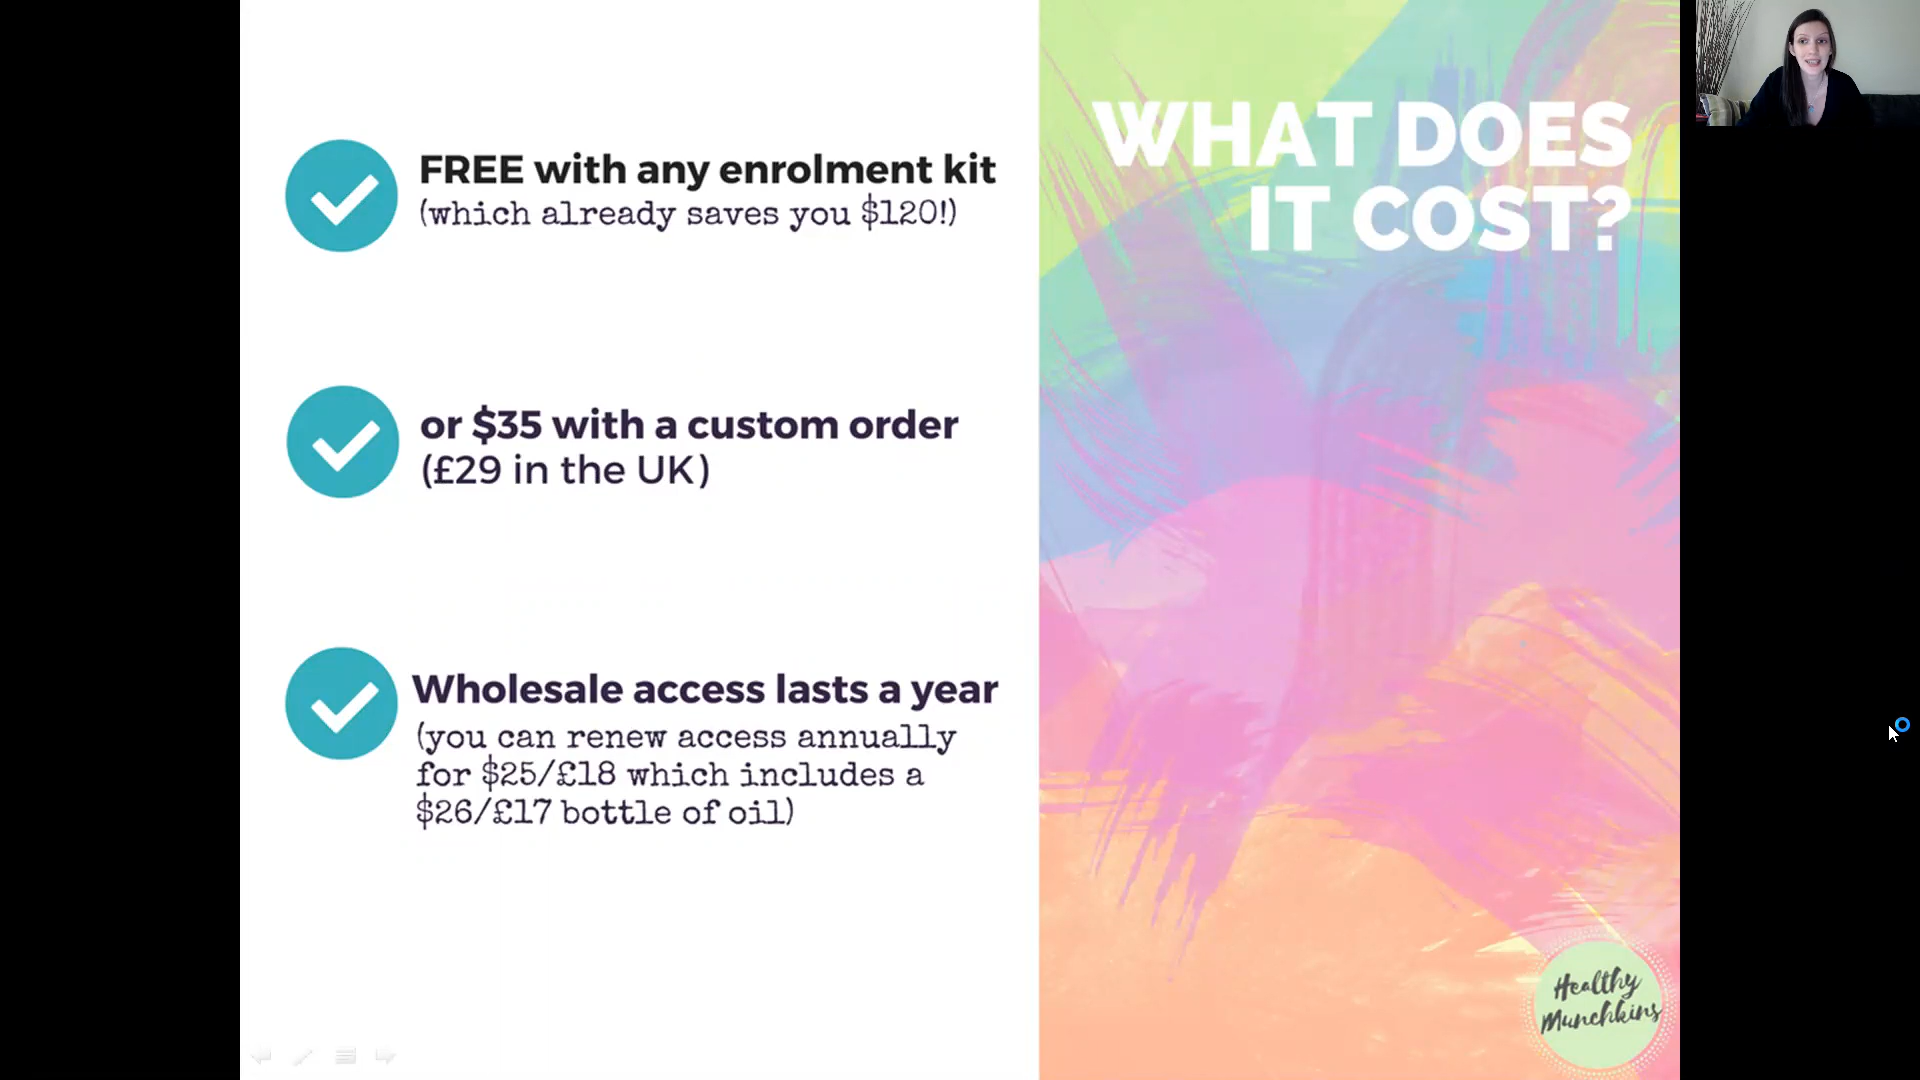 FREE with any enrolment kit
(which already saves you $120!)
or $35 with a custom order
(£29 in the UK)
Wholesale access lasts a year
(you can renew access annually
for $25/£18 which includes a
$26/£17 bottle of oil)
WHAT DOES
IT COST?
Healthy
Munchkins